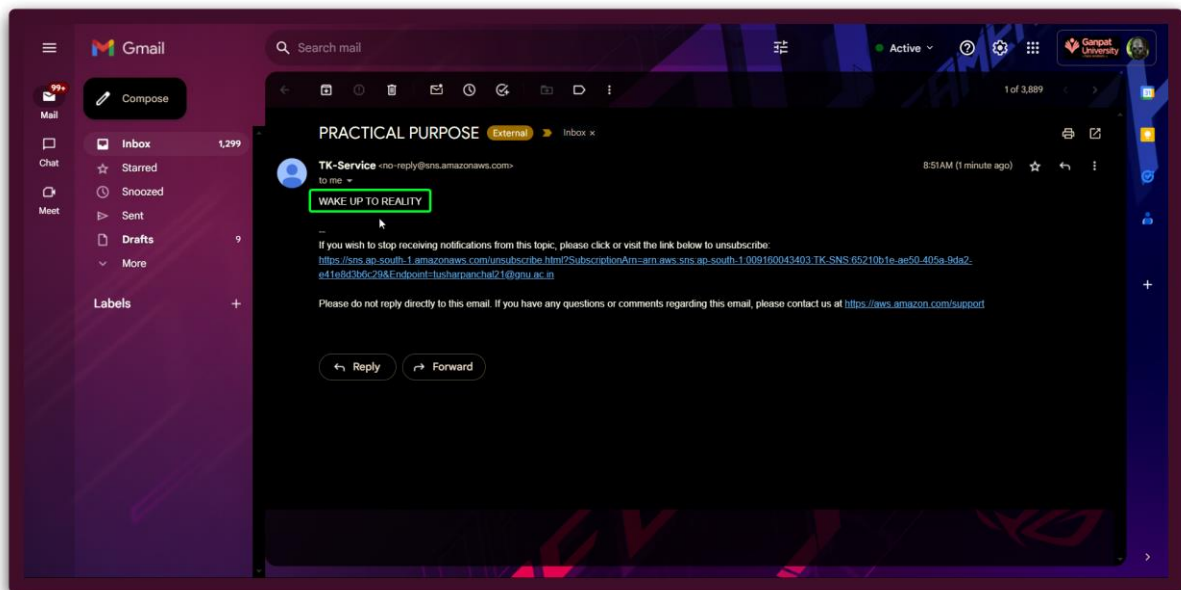 Gmail
Search mail
Active
Ganpat
University
99+
Mail
Compose
1 of 3,889
Chat
Meet
Inbox 1,299
Starred
Snoozed
Sent
Drafts 9
More
Labels
PRACTICAL PURPOSE External Inbox ×
TK-Service <no-reply@sns.amazonaws.com> 8:51AM (1 minute ago)
to me
WAKE UP TO REALITY
--
If you wish to stop receiving notifications from this topic, please click or visit the link below to unsubscribe:
https://sns.ap-south-1.amazonaws.com/unsubscribe.html?SubscriptionArn=arn:aws:sns:ap-south-1:009160043403:TK-SNS:65210b1e-ae50-405a-9da2-
e41e8d3b6c29&Endpoint=tusharpanchal21@gnu.ac.in
Please do not reply directly to this email. If you have any questions or comments regarding this email, please contact us at https://aws.amazon.com/support
Reply Forward